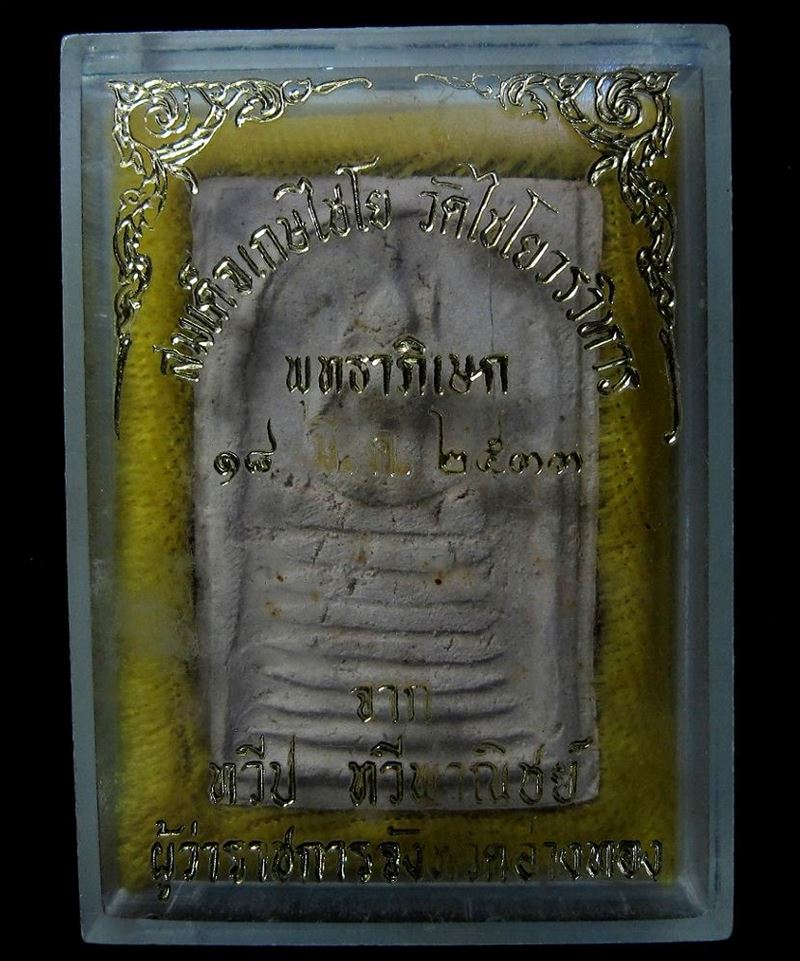 สมเด็จเกษไชโย วัดไชโยวรวิหาร
พุทธาภิเษก
๑๘ มี.ค. ๒๕๓๓
จาก
ทวีป ทวีพาณิชย์
ผู้ว่าราชการจังหวัดอ่างทอง